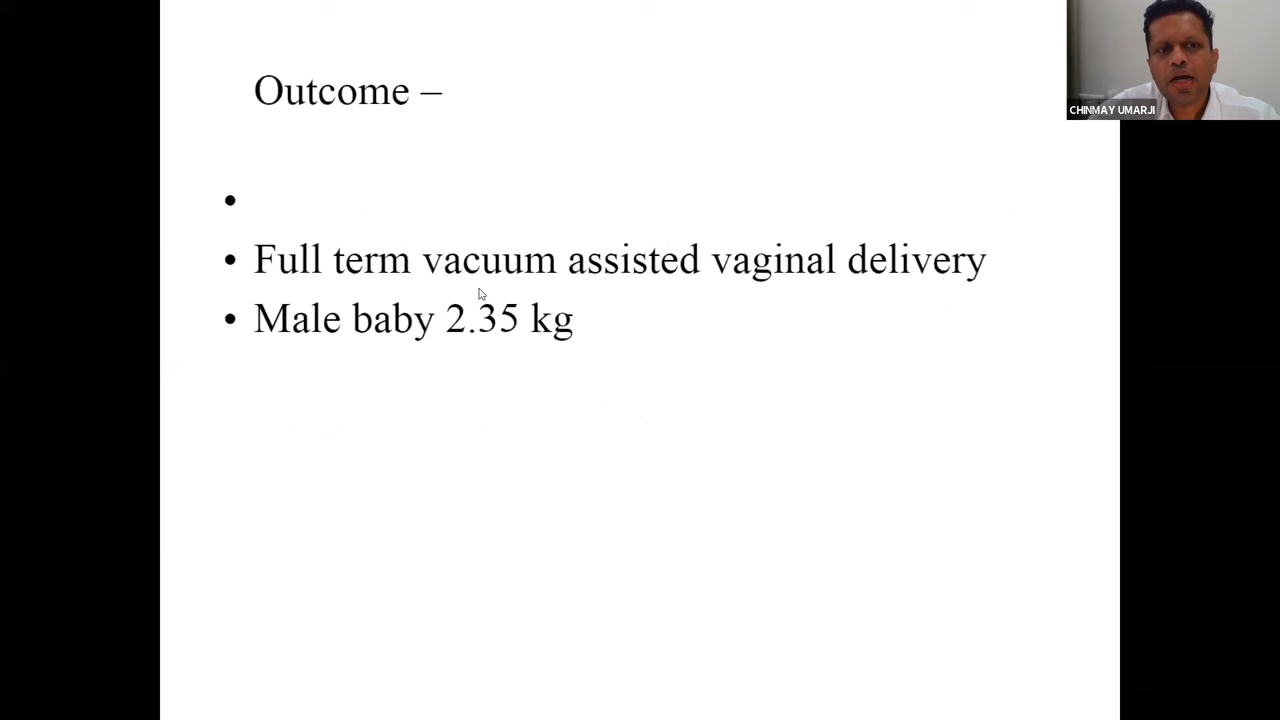 Outcome –
CHINMAY UMARJI
•
• Full term vacuum assisted vaginal delivery
• Male baby 2.35 kg